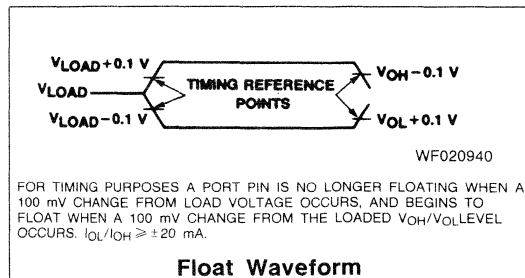 VLOAD+0.1 V
VLOAD
VLOAD−0.1 V
TIMING REFERENCE
POINTS
VOH−0.1 V
VOL+0.1 V
WF020940
FOR TIMING PURPOSES A PORT PIN IS NO LONGER FLOATING WHEN A
100 mV CHANGE FROM LOAD VOLTAGE OCCURS, AND BEGINS TO
FLOAT WHEN A 100 mV CHANGE FROM THE LOADED VOH/VOLLEVEL
OCCURS. IOL/IOH ⩾ ±20 mA.
Float Waveform